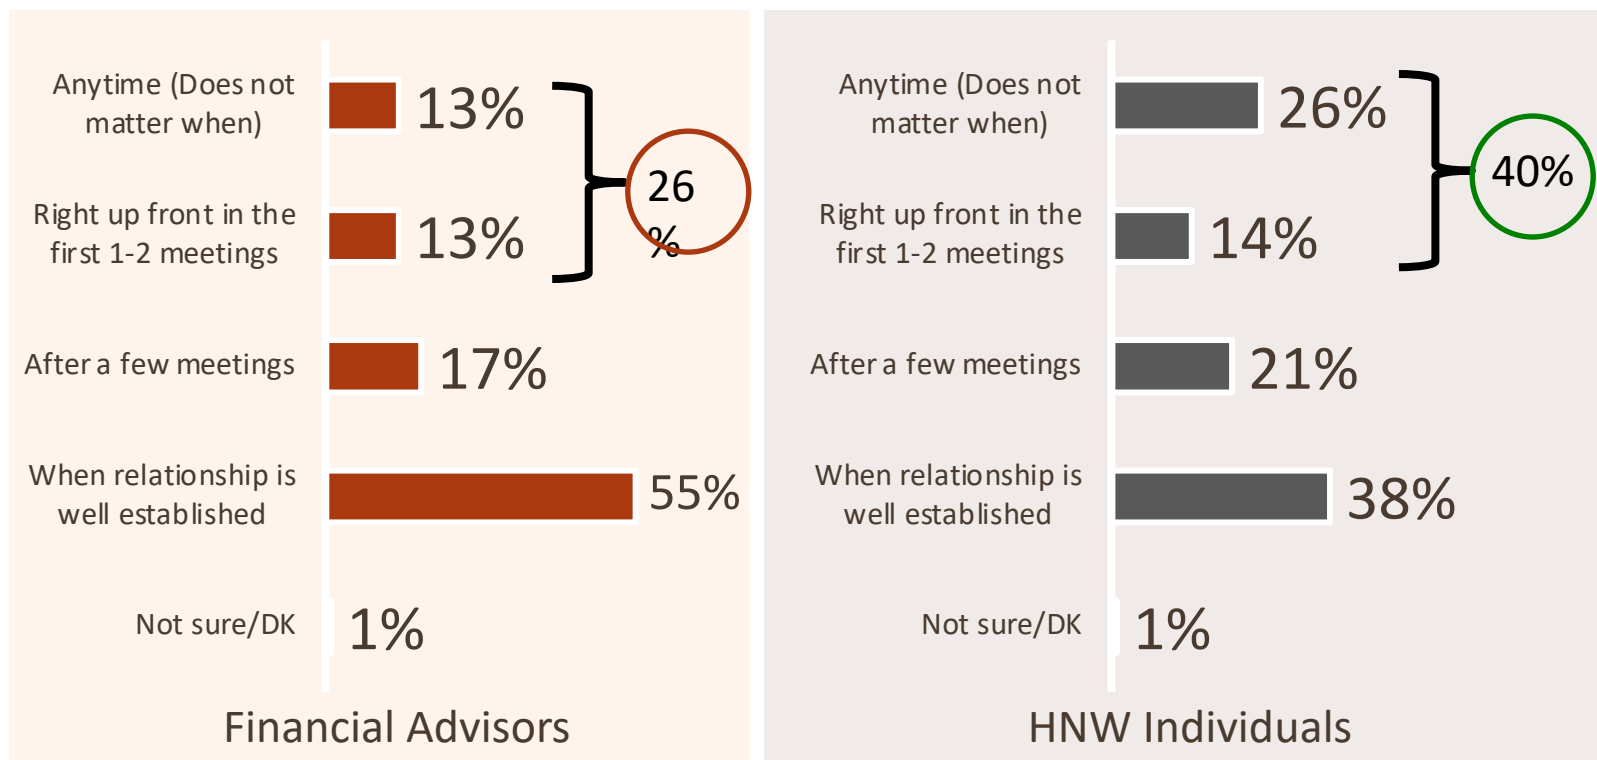 Anytime (Does not
matter when)
13%
Right up front in the
first 1-2 meetings
13%
26
%
After a few meetings
17%
When relationship is
well established
55%
Not sure/DK
1%
Financial Advisors
Anytime (Does not
matter when)
26%
Right up front in the
first 1-2 meetings
14%
40%
After a few meetings
21%
When relationship is
well established
38%
Not sure/DK
1%
HNW Individuals